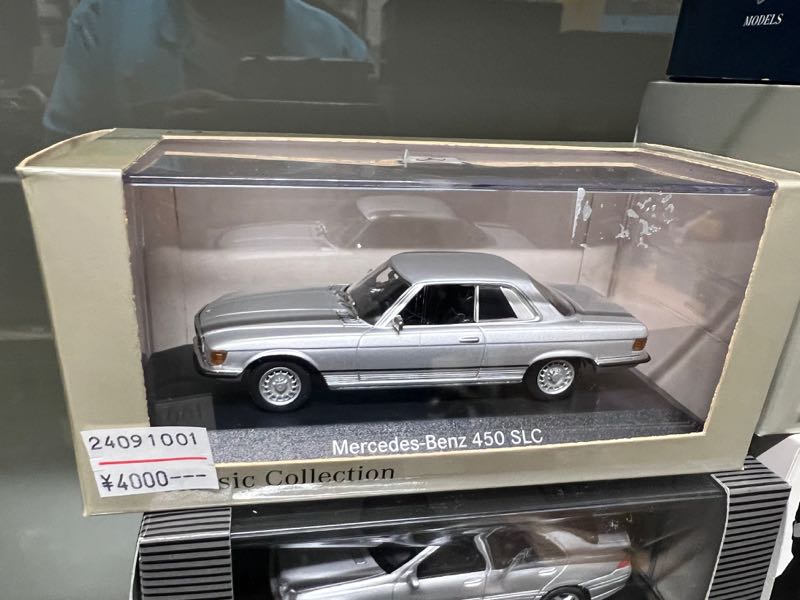 MODELS
Mercedes-Benz 450 SLC
24091001
¥4000---
sic Collection